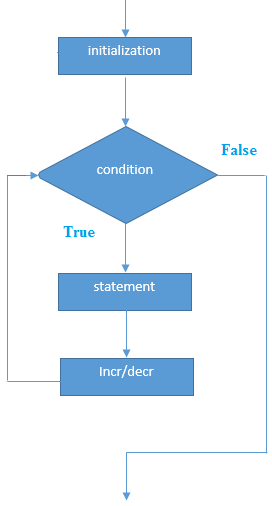 initialization
condition
False
True
statement
Incr/decr